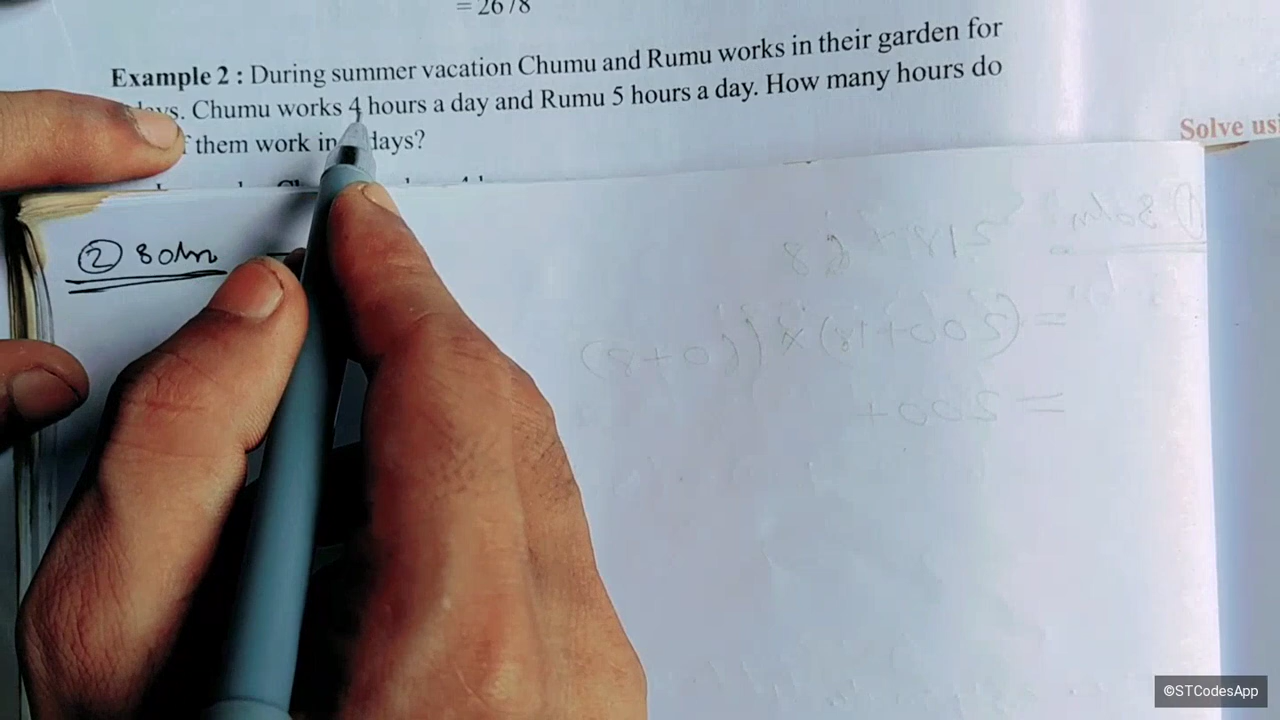 = 2678
Example 2 : During summer vacation Chumu and Rumu works in their garden for
days. Chumu works 4 hours a day and Rumu 5 hours a day. How many hours do
them work in days?
Solve usi
② Soln
©STCodesApp